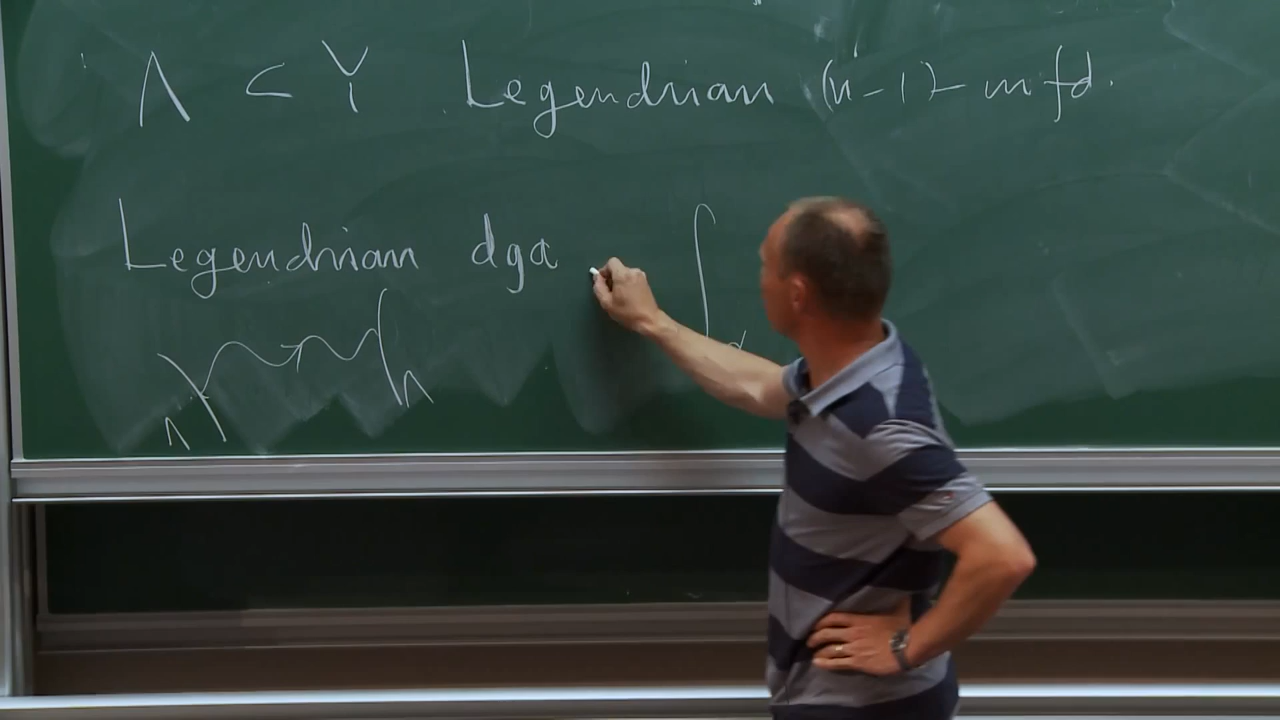 Λ ⊂ Y Legendrian (n-1)-mfd.
Legendrian dga ∫
Λ Λ